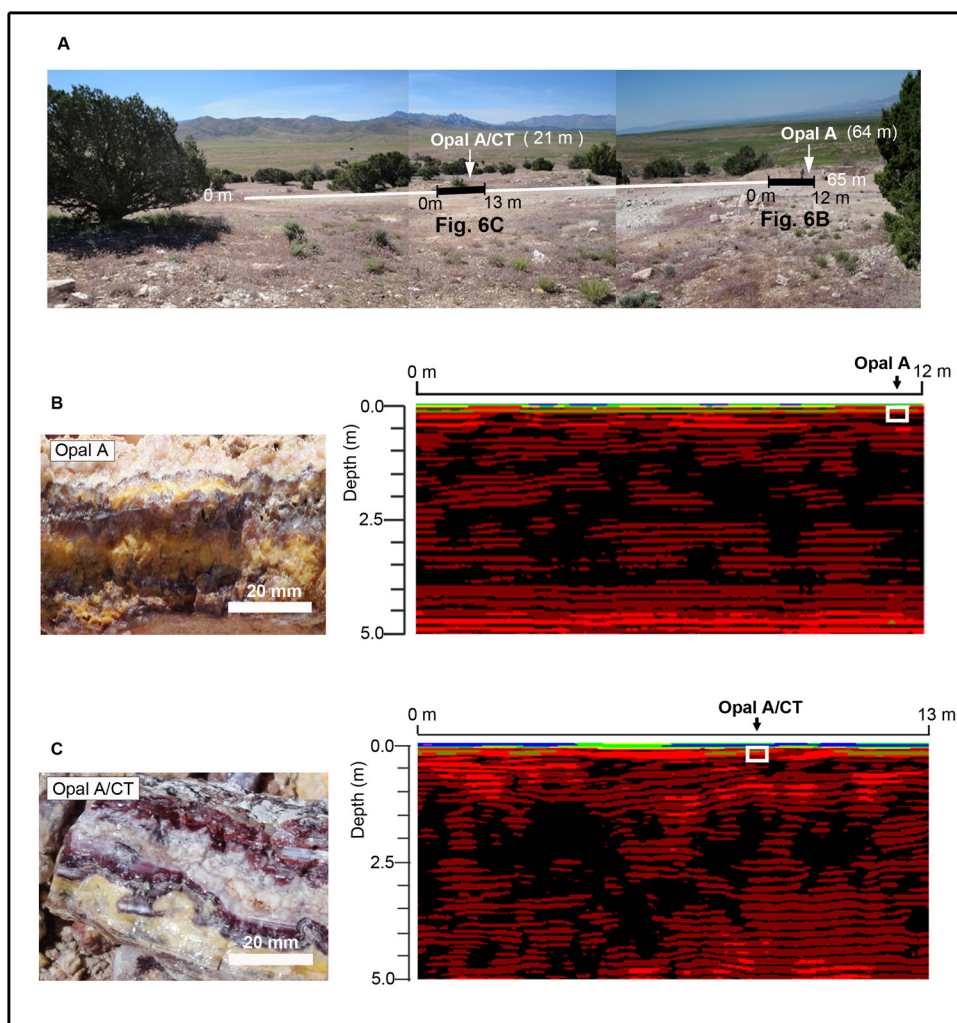 A
Opal A/CT ( 21 m )
Opal A (64 m)
0 m
65 m
0m 13 m
0 m 12 m
Fig. 6C
Fig. 6B
Opal A
0 m 12 m
B
Opal A
20 mm
Depth (m)
0.0
2.5
5.0
Opal A/CT
0 m 13 m
C
Opal A/CT
20 mm
Depth (m)
0.0
2.5
5.0